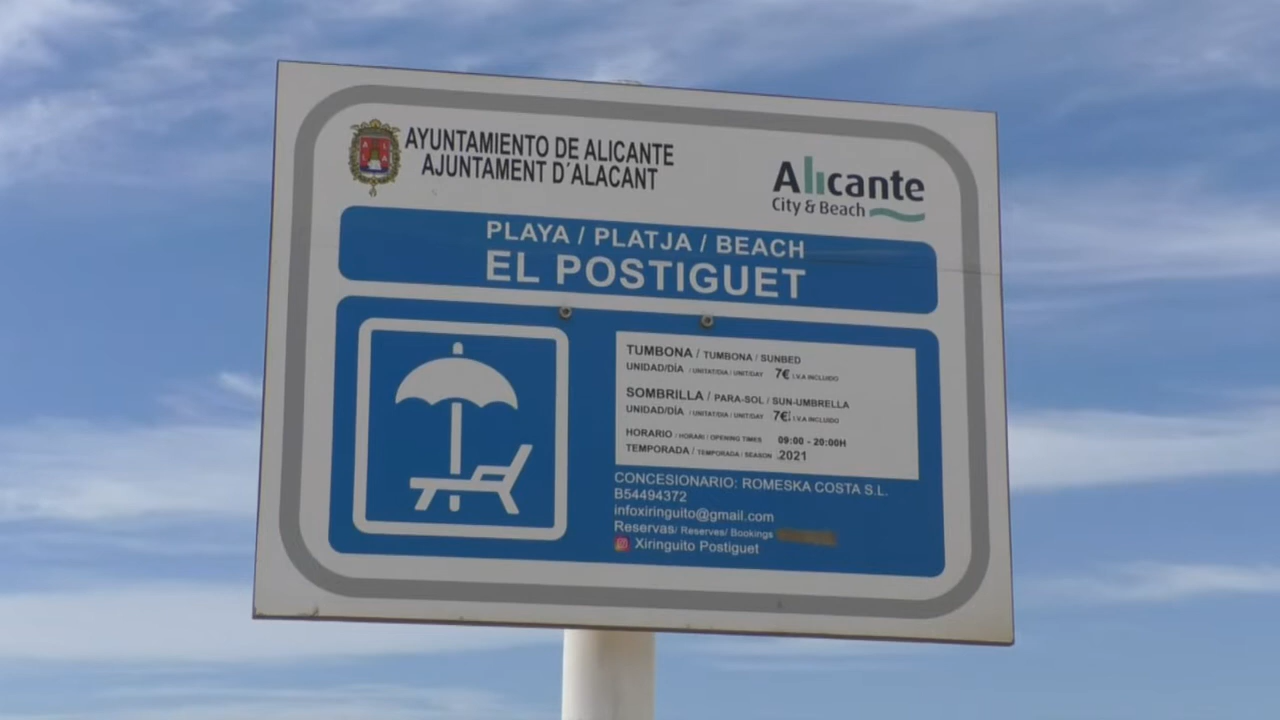 AYUNTAMIENTO DE ALICANTE
AJUNTAMENT D´ALACANT
Alicante
City & Beach
PLAYA / PLATJA / BEACH
EL POSTIGUET
TUMBONA / TUMBONA / SUNBED
UNIDAD/DÍA / UNITAT/DIA / UNIT/DAY 7€ I.V.A INCLUIDO
SOMBRILLA / PARA-SOL / SUN-UMBRELLA
UNIDAD/DÍA / UNITAT/DIA / UNIT/DAY 7€ I.V.A INCLUIDO
HORARIO / HORARI / OPENING TIMES 09:00 - 20:00H
TEMPORADA / TEMPORADA / SEASON 2021
CONCESIONARIO: ROMESKA COSTA S.L.
B54494372
infoxiringuito@gmail.com
Reservas/ Reserves/ Bookings
Xiringuito Postiguet